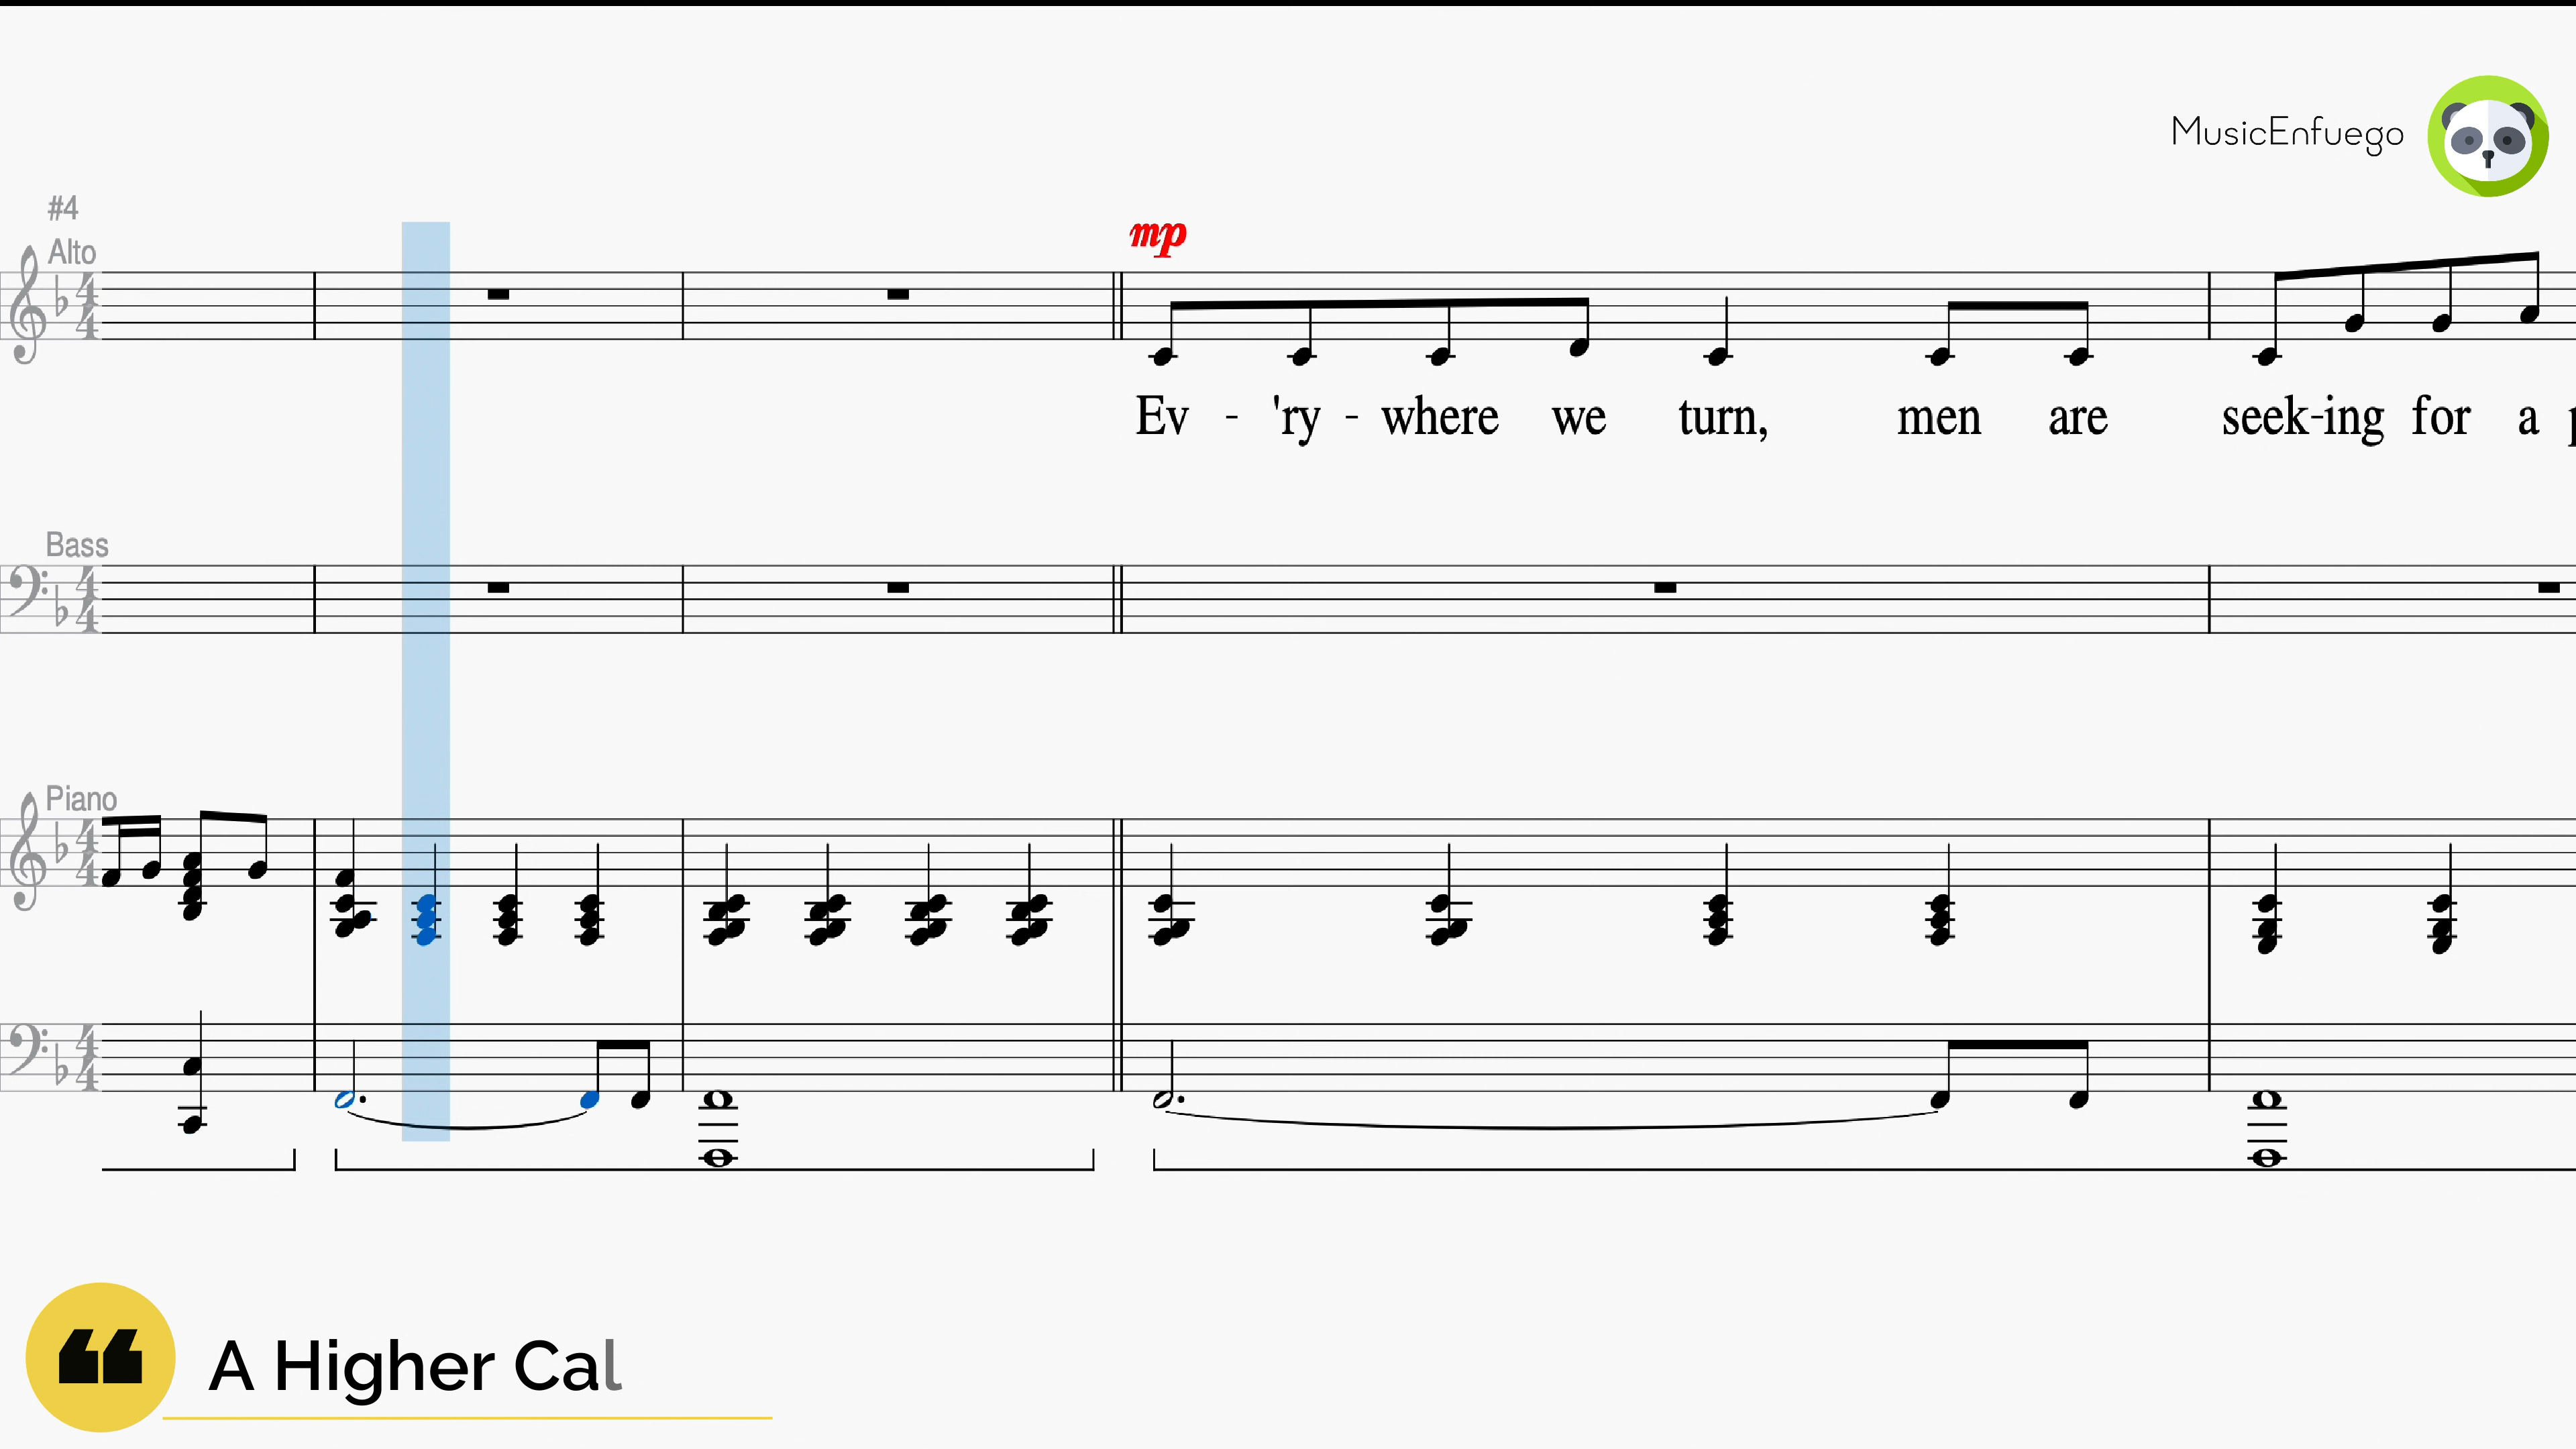 MusicEnfuego
#4
Alto
mp
Ev - 'ry - where we turn, men are seek-ing for a
Bass
Piano
A Higher Cal